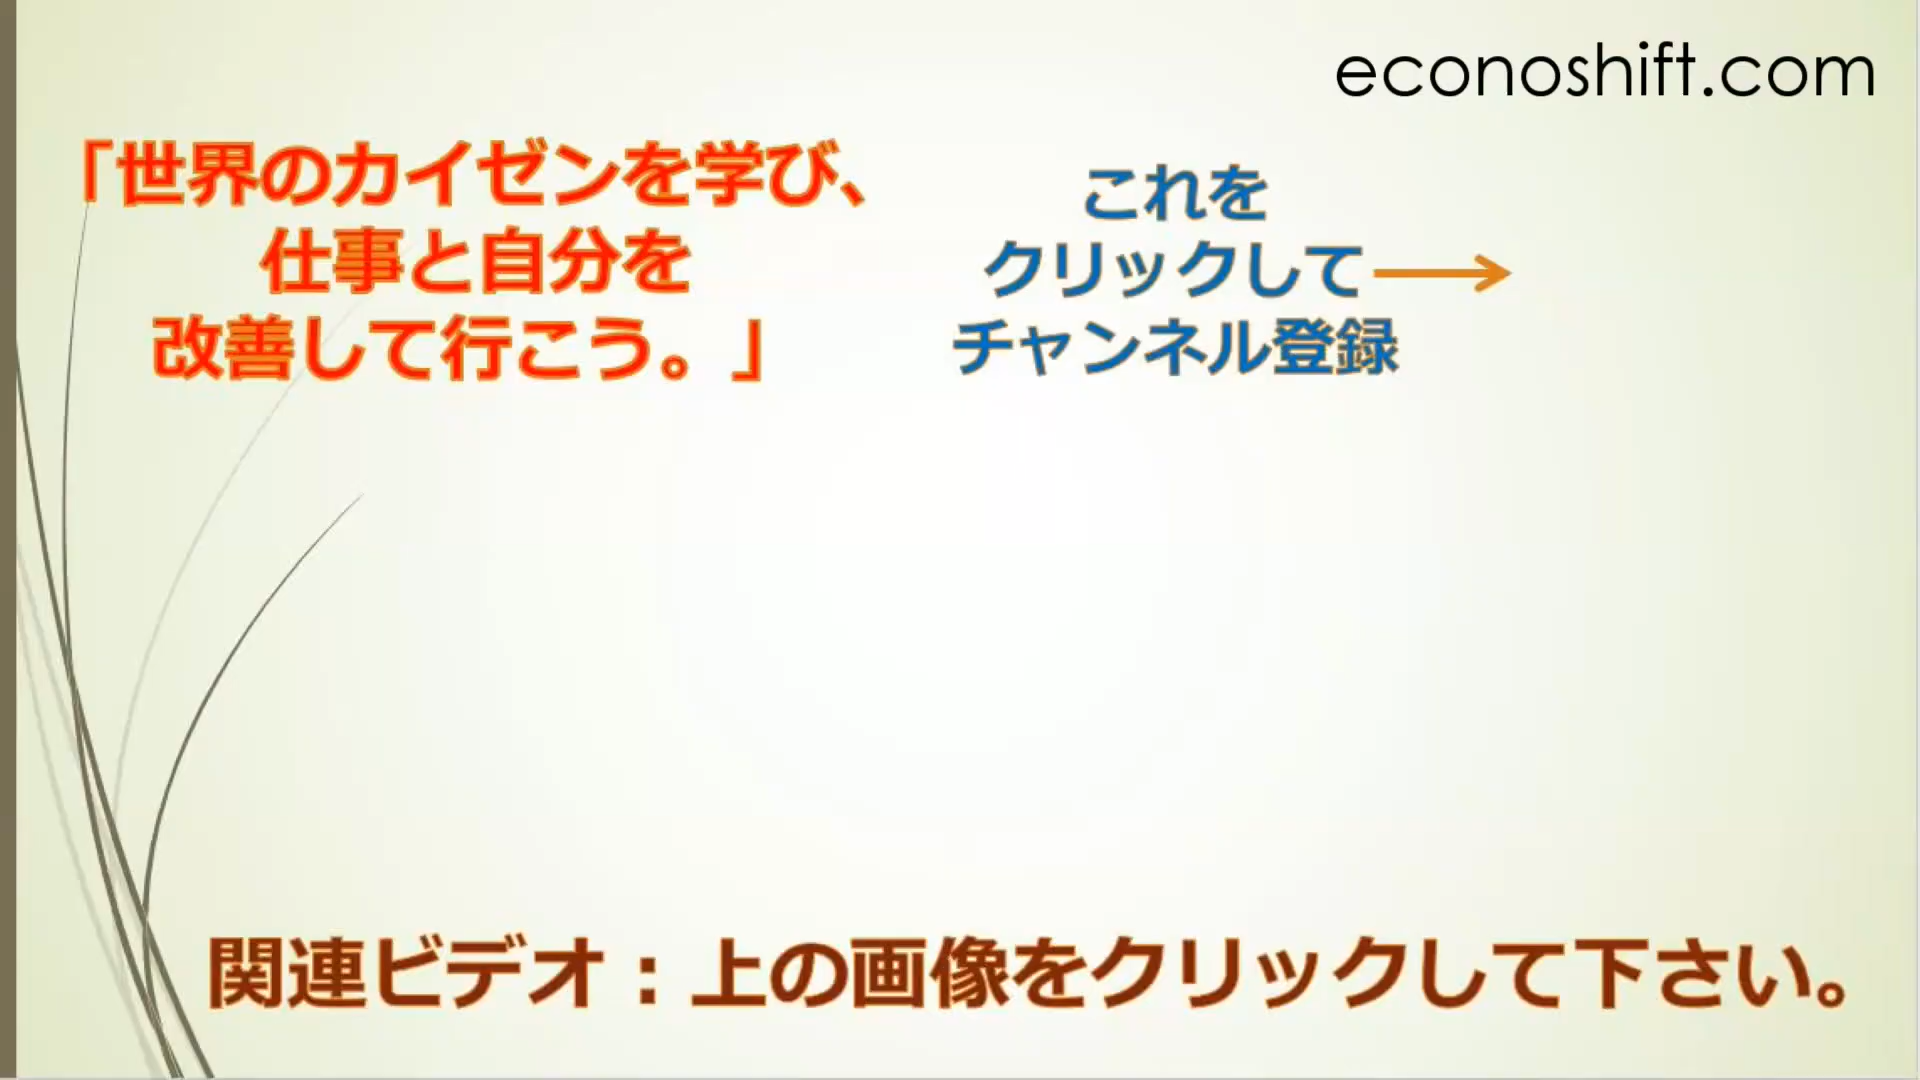 econoshift.com
「世界のカイゼンを学び、
仕事と自分を
改善して行こう。」
これを
クリックして
チャンネル登録
関連ビデオ：上の画像をクリックして下さい。